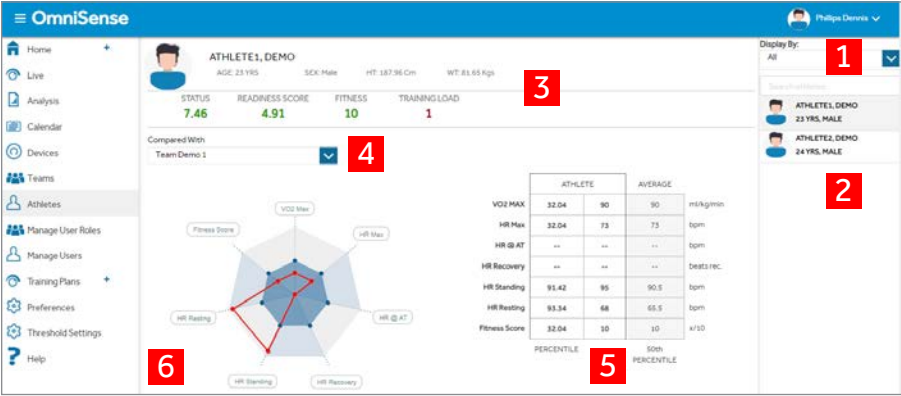 ≡ OmniSense
Phillipa Dennis
Home +
Live
Analysis
Calendar
Devices
Teams
Athletes
Manage User Roles
Manage Users
Training Plans +
Preferences
Threshold Settings
? Help
ATHLETE1, DEMO
AGE: 23 YRS SEX: Male HT: 187.96 Cm WT: 81.65 Kgs
STATUS READINESS SCORE FITNESS TRAINING LOAD
7.46 4.91 10 1
3
Compared With
Team Demo 1
4
VO2 Max
HR Max
HR @ AT
HR Recovery
HR Standing
HR Resting
Fitness Score
6
ATHLETE AVERAGE
VO2 MAX 32.04 90 90 ml/kg/min
HR Max 32.04 73 73 bpm
HR @ AT -- -- -- bpm
HR Recovery -- -- -- beats rec.
HR Standing 91.42 95 90.5 bpm
HR Resting 93.34 68 65.5 bpm
Fitness Score 32.04 10 10 x/10
PERCENTILE 50th
PERCENTILE
5
Display By:
All
1
Search athletes...
ATHLETE1, DEMO
23 YRS, MALE
ATHLETE2, DEMO
24 YRS, MALE
2